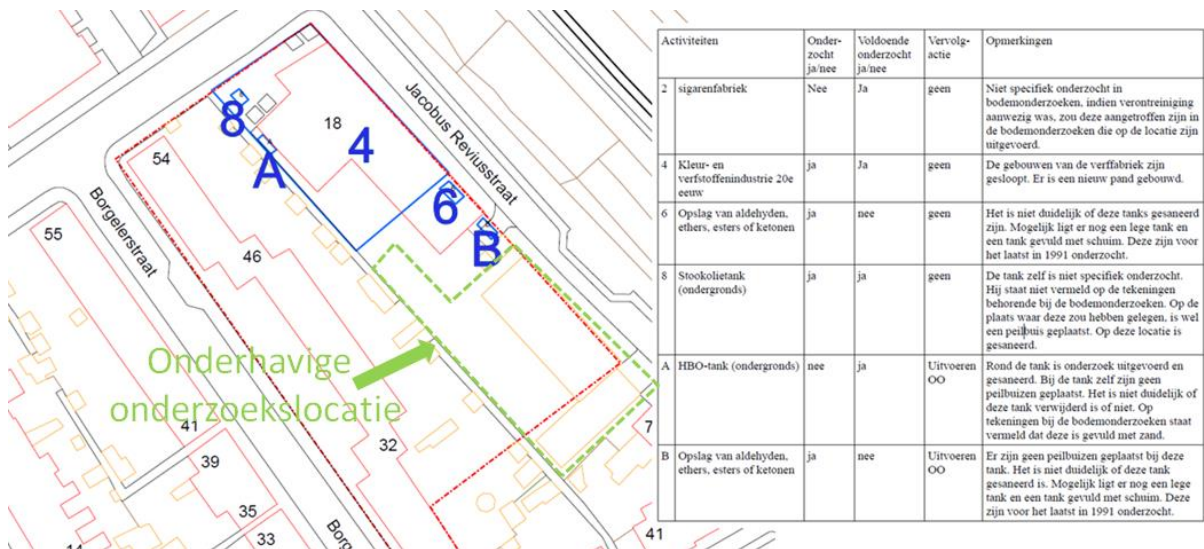 Jacobus Reviusstraat
Borgelerstraat
8
A
4
6
B
18
54
46
55
41
39
35
33
32
7
41
Onderhavige
onderzoekslocatie
Activiteiten
Onder-
zocht
ja/nee
Voldoende
onderzocht
ja/nee
Vervolg-
actie
Opmerkingen
2
sigarenfabriek
Nee
Ja
geen
Niet specifiek onderzocht in
bodemonderzoeken, indien verontreiniging
aanwezig was, zou deze aangetroffen zijn in
de bodemonderzoeken die op de locatie zijn
uitgevoerd.
4
Kleur- en
verfstoffenindustrie 20e
eeuw
ja
Ja
geen
De gebouwen van de verffabriek zijn
gesloopt. Er is een nieuw pand gebouwd.
6
Opslag van aldehyden,
ethers, esters of ketonen
ja
nee
geen
Het is niet duidelijk of deze tanks gesaneerd
zijn. Mogelijk ligt er nog een lege tank en
een tank gevuld met schuim. Deze zijn voor
het laatst in 1991 onderzocht.
8
Stookolietank
(ondergronds)
ja
ja
geen
De tank zelf is niet specifiek onderzocht.
Hij staat niet vermeld op de tekeningen
behorende bij de bodemonderzoeken. Op de
plaats waar deze zou hebben gelegen, is wel
een peilbuis geplaatst. Op deze locatie is
gesaneerd.
A
HBO-tank (ondergronds)
nee
ja
Uitvoeren
OO
Rond de tank is onderzoek uitgevoerd en
gesaneerd. Bij de tank zelf zijn geen
peilbuizen geplaatst. Het is niet duidelijk of
deze tank verwijderd is of niet. Op
tekeningen bij de bodemonderzoeken staat
vermeld dat deze is gevuld met zand.
B
Opslag van aldehyden,
ethers, esters of ketonen
ja
nee
Uitvoeren
OO
Er zijn geen peilbuizen geplaatst bij deze
tank. Het is niet duidelijk of deze tank
gesaneerd is. Mogelijk ligt er nog een lege
tank en een tank gevuld met schuim. Deze
zijn voor het laatst in 1991 onderzocht.